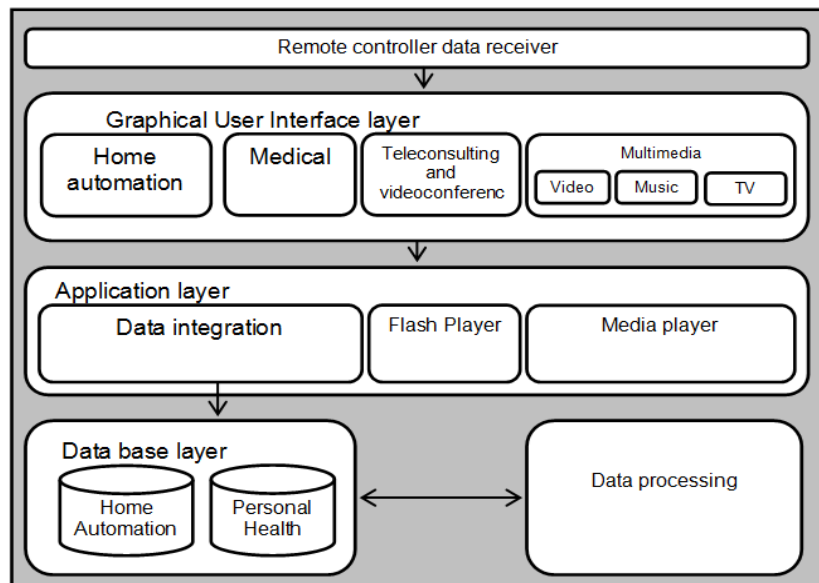 Remote controller data receiver
Graphical User Interface layer
Home
automation
Medical
Teleconsulting
and
videoconferenc
Multimedia
Video
Music
TV
Application layer
Data integration
Flash Player
Media player
Data base layer
Home
Automation
Personal
Health
Data processing